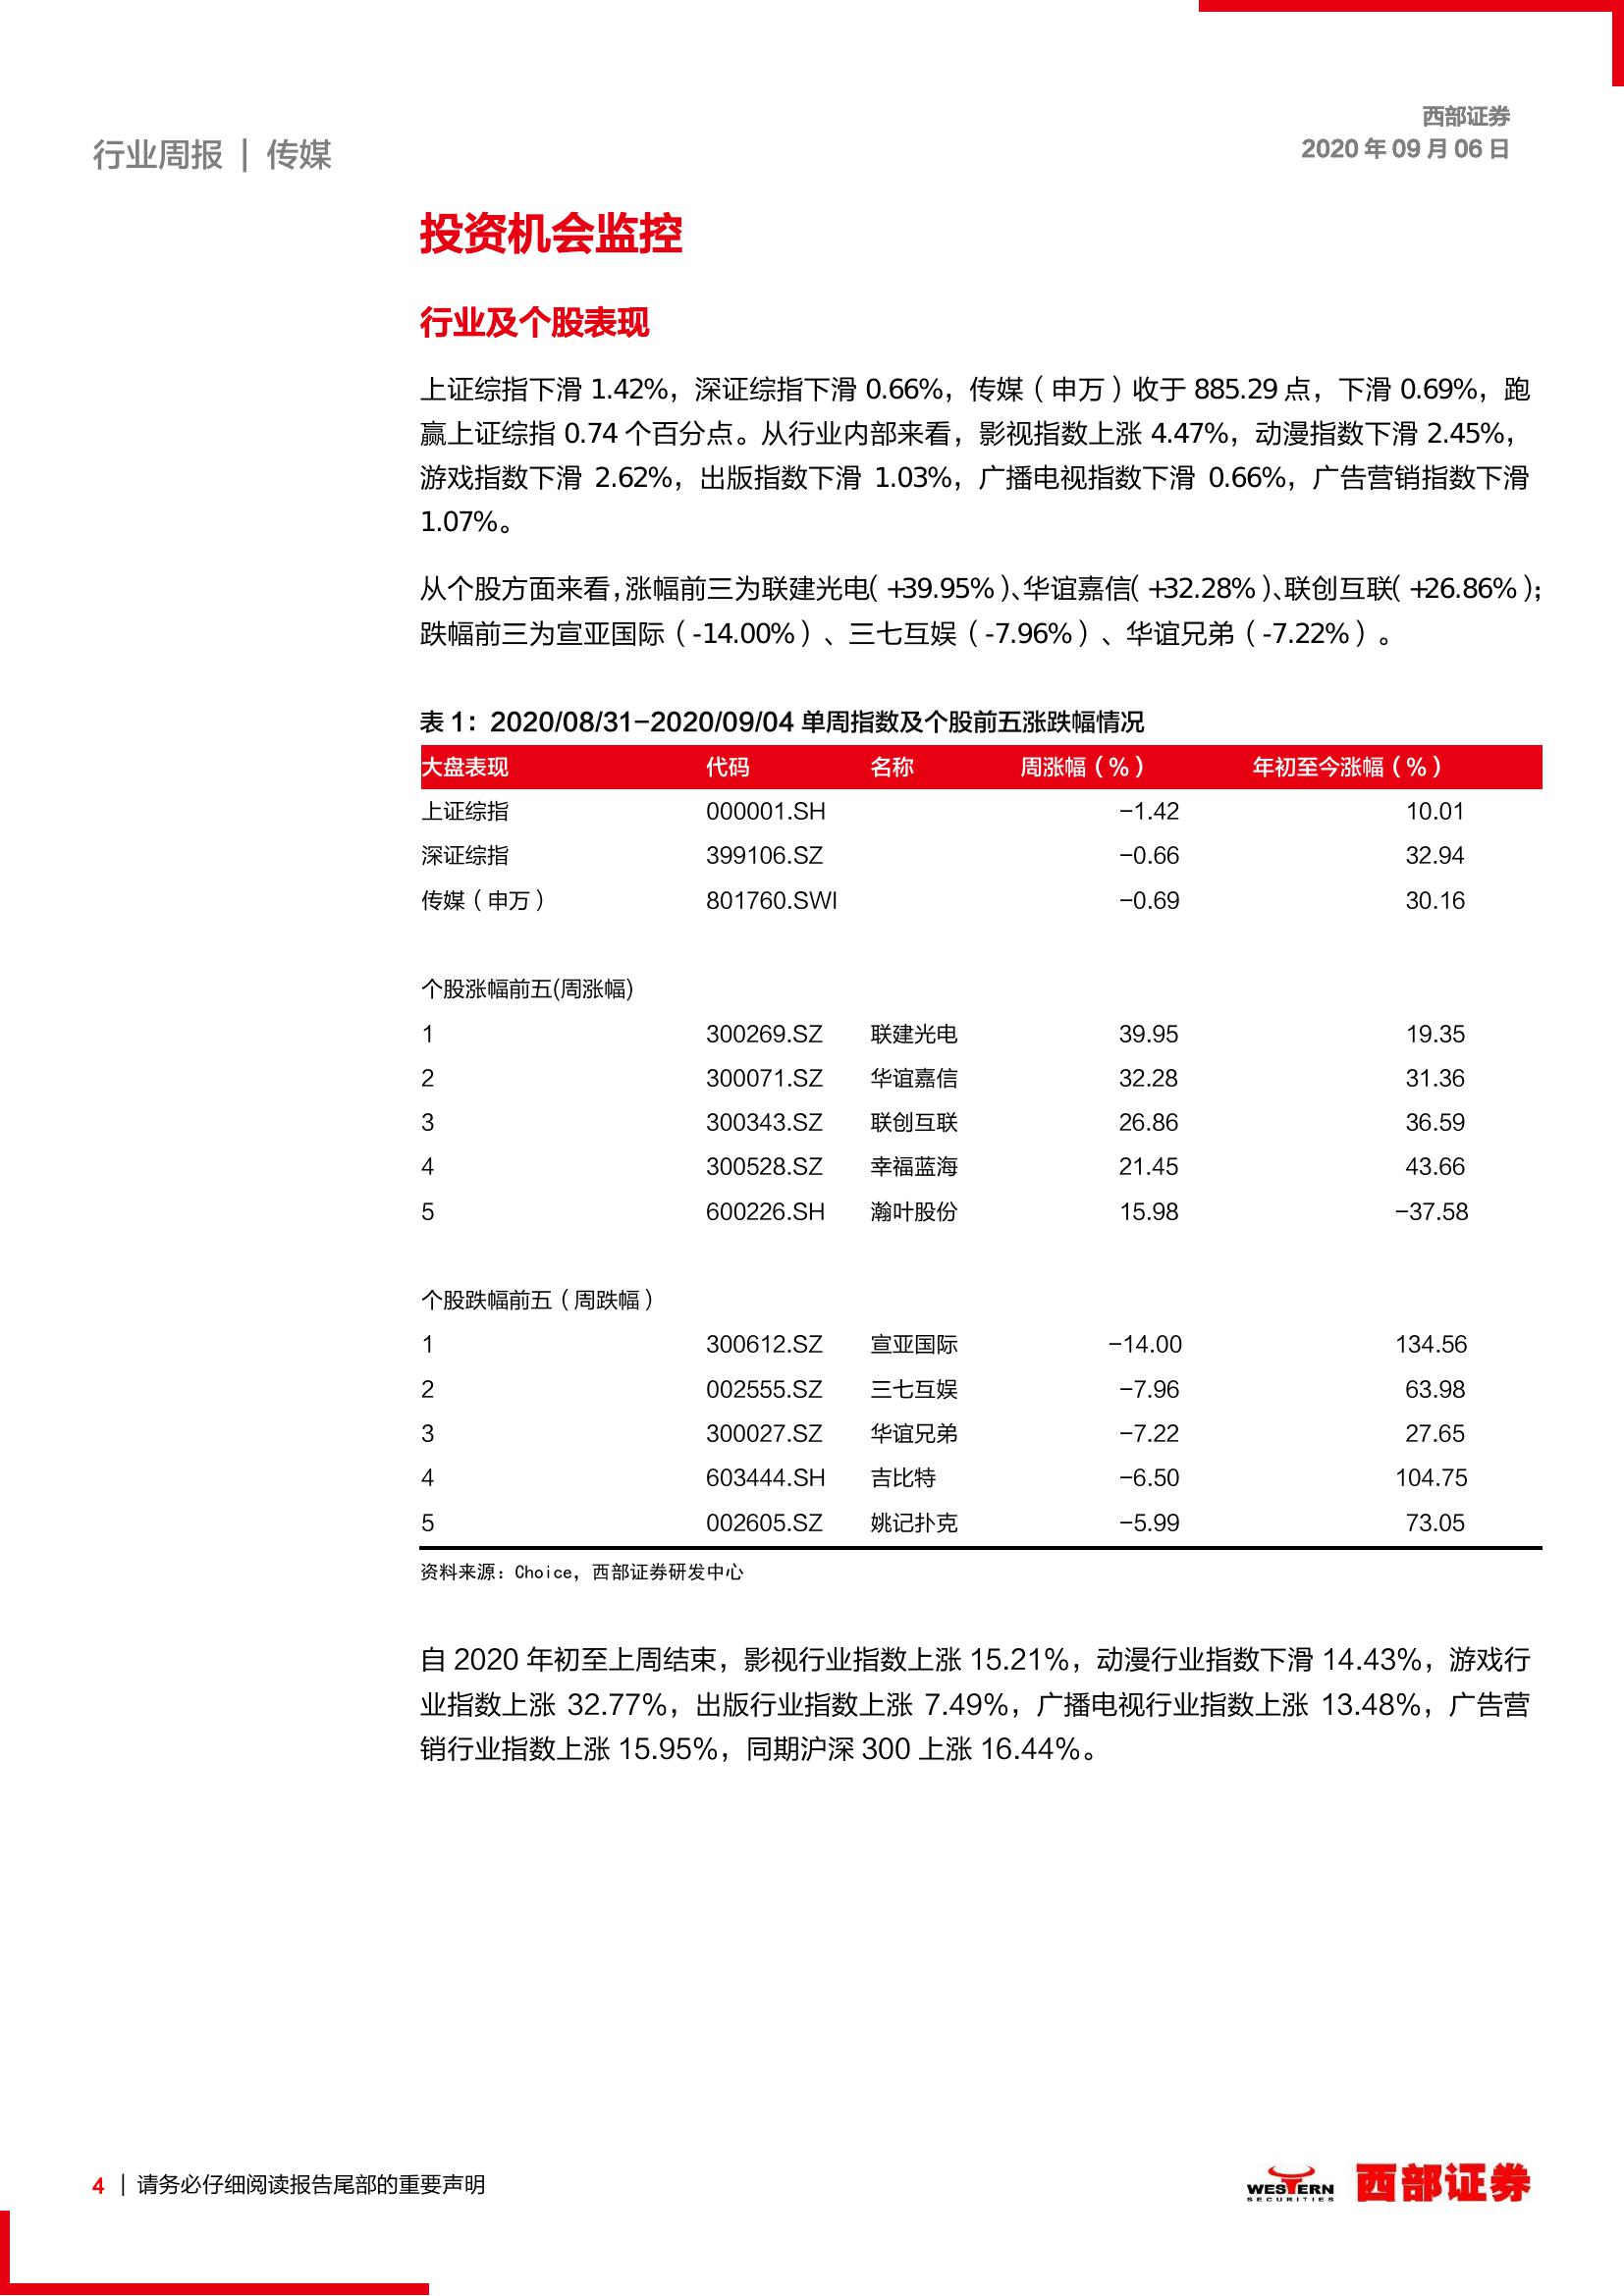 西部证券
2020 年 09 月 06 日
行业周报 | 传媒
投资机会监控
行业及个股表现
上证综指下滑 1.42%，深证综指下滑 0.66%，传媒（申万）收于 885.29 点，下滑 0.69%，跑
赢上证综指 0.74 个百分点。从行业内部来看，影视指数上涨 4.47%，动漫指数下滑 2.45%，
游戏指数下滑 2.62%，出版指数下滑 1.03%，广播电视指数下滑 0.66%，广告营销指数下滑
1.07%。
从个股方面来看，涨幅前三为联建光电（+39.95%）、华谊嘉信（+32.28%）、联创互联（+26.86%）；
跌幅前三为宣亚国际（-14.00%）、三七互娱（-7.96%）、华谊兄弟（-7.22%）。
表 1：2020/08/31-2020/09/04 单周指数及个股前五涨跌幅情况
大盘表现 代码 名称 周涨幅（%） 年初至今涨幅（%）
上证综指 000001.SH -1.42 10.01
深证综指 399106.SZ -0.66 32.94
传媒（申万） 801760.SWI -0.69 30.16
个股涨幅前五(周涨幅)
1 300269.SZ 联建光电 39.95 19.35
2 300071.SZ 华谊嘉信 32.28 31.36
3 300343.SZ 联创互联 26.86 36.59
4 300528.SZ 幸福蓝海 21.45 43.66
5 600226.SH 瀚叶股份 15.98 -37.58
个股跌幅前五（周跌幅）
1 300612.SZ 宣亚国际 -14.00 134.56
2 002555.SZ 三七互娱 -7.96 63.98
3 300027.SZ 华谊兄弟 -7.22 27.65
4 603444.SH 吉比特 -6.50 104.75
5 002605.SZ 姚记扑克 -5.99 73.05
资料来源：Choice，西部证券研发中心
自 2020 年初至上周结束，影视行业指数上涨 15.21%，动漫行业指数下滑 14.43%，游戏行
业指数上涨 32.77%，出版行业指数上涨 7.49%，广播电视行业指数上涨 13.48%，广告营
销行业指数上涨 15.95%，同期沪深 300 上涨 16.44%。
4 | 请务必仔细阅读报告尾部的重要声明
WESTERN
SECURITIES
西部证券